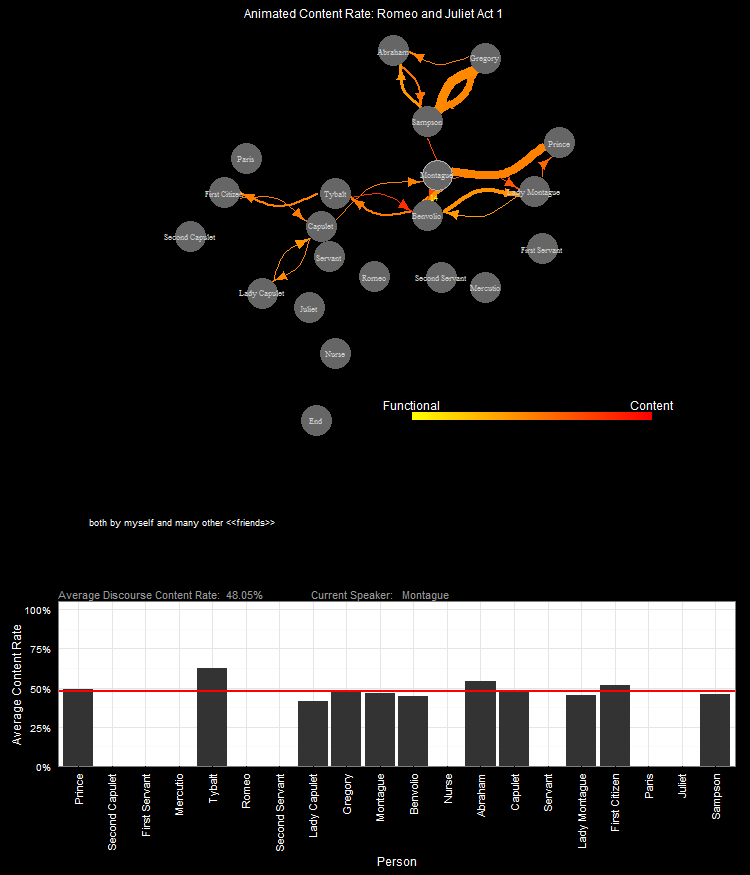 Animated Content Rate: Romeo and Juliet Act 1
Abraham
Gregory
Sampson
Prince
Paris
Montague
First Citizen
Tybalt
Lady Montague
Capulet
Benvolio
Second Capulet
First Servant
Servant
Romeo
Second Servant
Mercutio
Lady Capulet
Juliet
Nurse
Functional Content
End
both by myself and many other <<friends>>
Average Discourse Content Rate: 48.05% Current Speaker: Montague
100%
75%
50%
25%
0%
Average Content Rate
Prince
Second Capulet
First Servant
Mercutio
Tybalt
Romeo
Second Servant
Lady Capulet
Gregory
Montague
Benvolio
Nurse
Abraham
Capulet
Servant
Lady Montague
First Citizen
Paris
Juliet
Sampson
Person